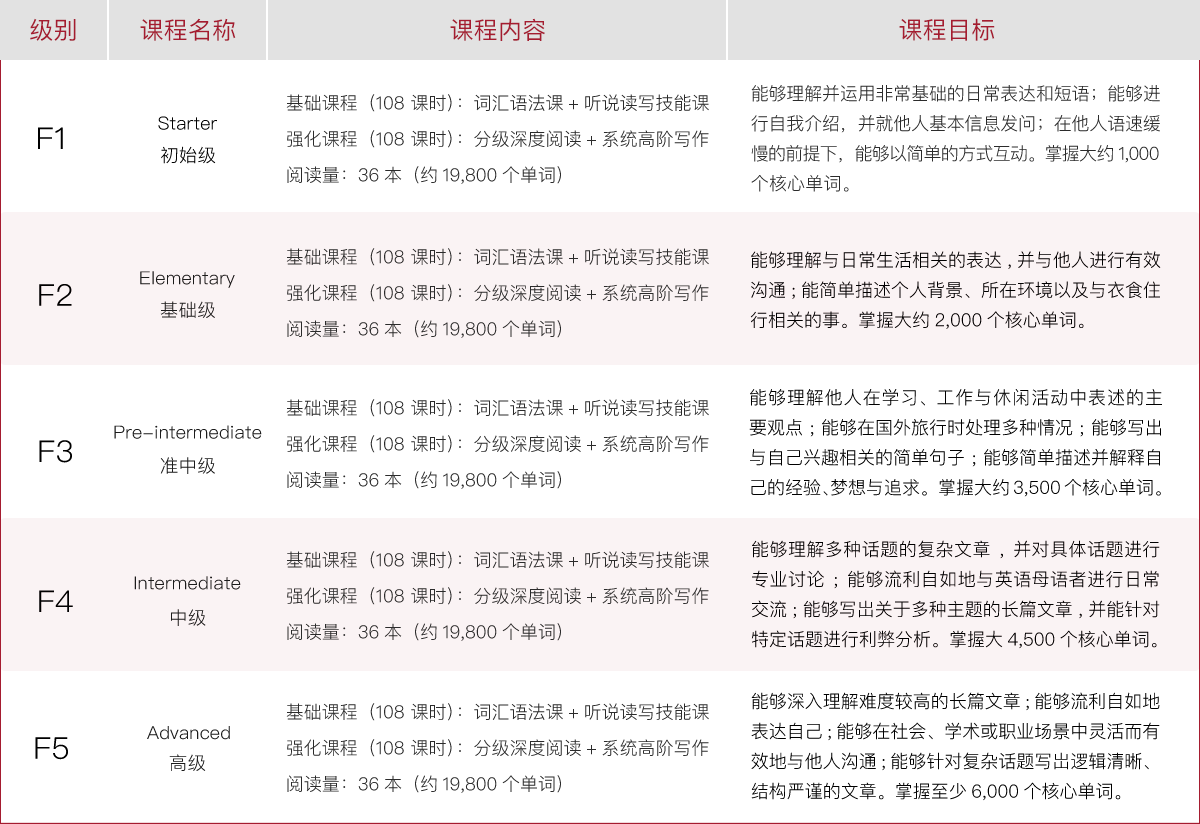 级别 课程名称 课程内容 课程目标
F1
Starter
初始级
基础课程（108 课时）：词汇语法课 + 听说读写技能课
强化课程（108 课时）：分级深度阅读 + 系统高阶写作
阅读量：36 本（约 19,800 个单词）
能够理解并运用非常基础的日常表达和短语；能够进
行自我介绍，并就他人基本信息发问；在他人语速缓
慢的前提下，能够以简单的方式互动。掌握大约 1,000
个核心单词。
F2
Elementary
基础级
基础课程（108 课时）：词汇语法课 + 听说读写技能课
强化课程（108 课时）：分级深度阅读 + 系统高阶写作
阅读量：36 本（约 19,800 个单词）
能够理解与日常生活相关的表达 , 并与他人进行有效
沟通 ; 能简单描述个人背景、所在环境以及与衣食住
行相关的事。掌握大约 2,000 个核心单词。
F3
Pre-intermediate
准中级
基础课程（108 课时）：词汇语法课 + 听说读写技能课
强化课程（108 课时）：分级深度阅读 + 系统高阶写作
阅读量：36 本（约 19,800 个单词）
能够理解他人在学习、工作与休闲活动中表述的主
要观点 ; 能够在国外旅行时处理多种情况 ; 能够写出
与自己兴趣相关的简单句子 ; 能够简单描述并解释自
己的经验、梦想与追求。掌握大约 3,500 个核心单词。
F4
Intermediate
中级
基础课程（108 课时）：词汇语法课 + 听说读写技能课
强化课程（108 课时）：分级深度阅读 + 系统高阶写作
阅读量：36 本（约 19,800 个单词）
能够理解多种话题的复杂文章 , 并对具体话题进行
专业讨论 ; 能够流利自如地与英语母语者进行日常
交流 ; 能够写出关于多种主题的长篇文章 , 并能针对
特定话题进行利弊分析。掌握大 4,500 个核心单词。
F5
Advanced
高级
基础课程（108 课时）：词汇语法课 + 听说读写技能课
强化课程（108 课时）：分级深度阅读 + 系统高阶写作
阅读量：36 本（约 19,800 个单词）
能够深入理解难度较高的长篇文章 ; 能够流利自如地
表达自己 ; 能够在社会、学术或职业场景中灵活而有
效地与他人沟通 ; 能够针对复杂话题写出逻辑清晰、
结构严谨的文章。掌握至少 6,000 个核心单词。